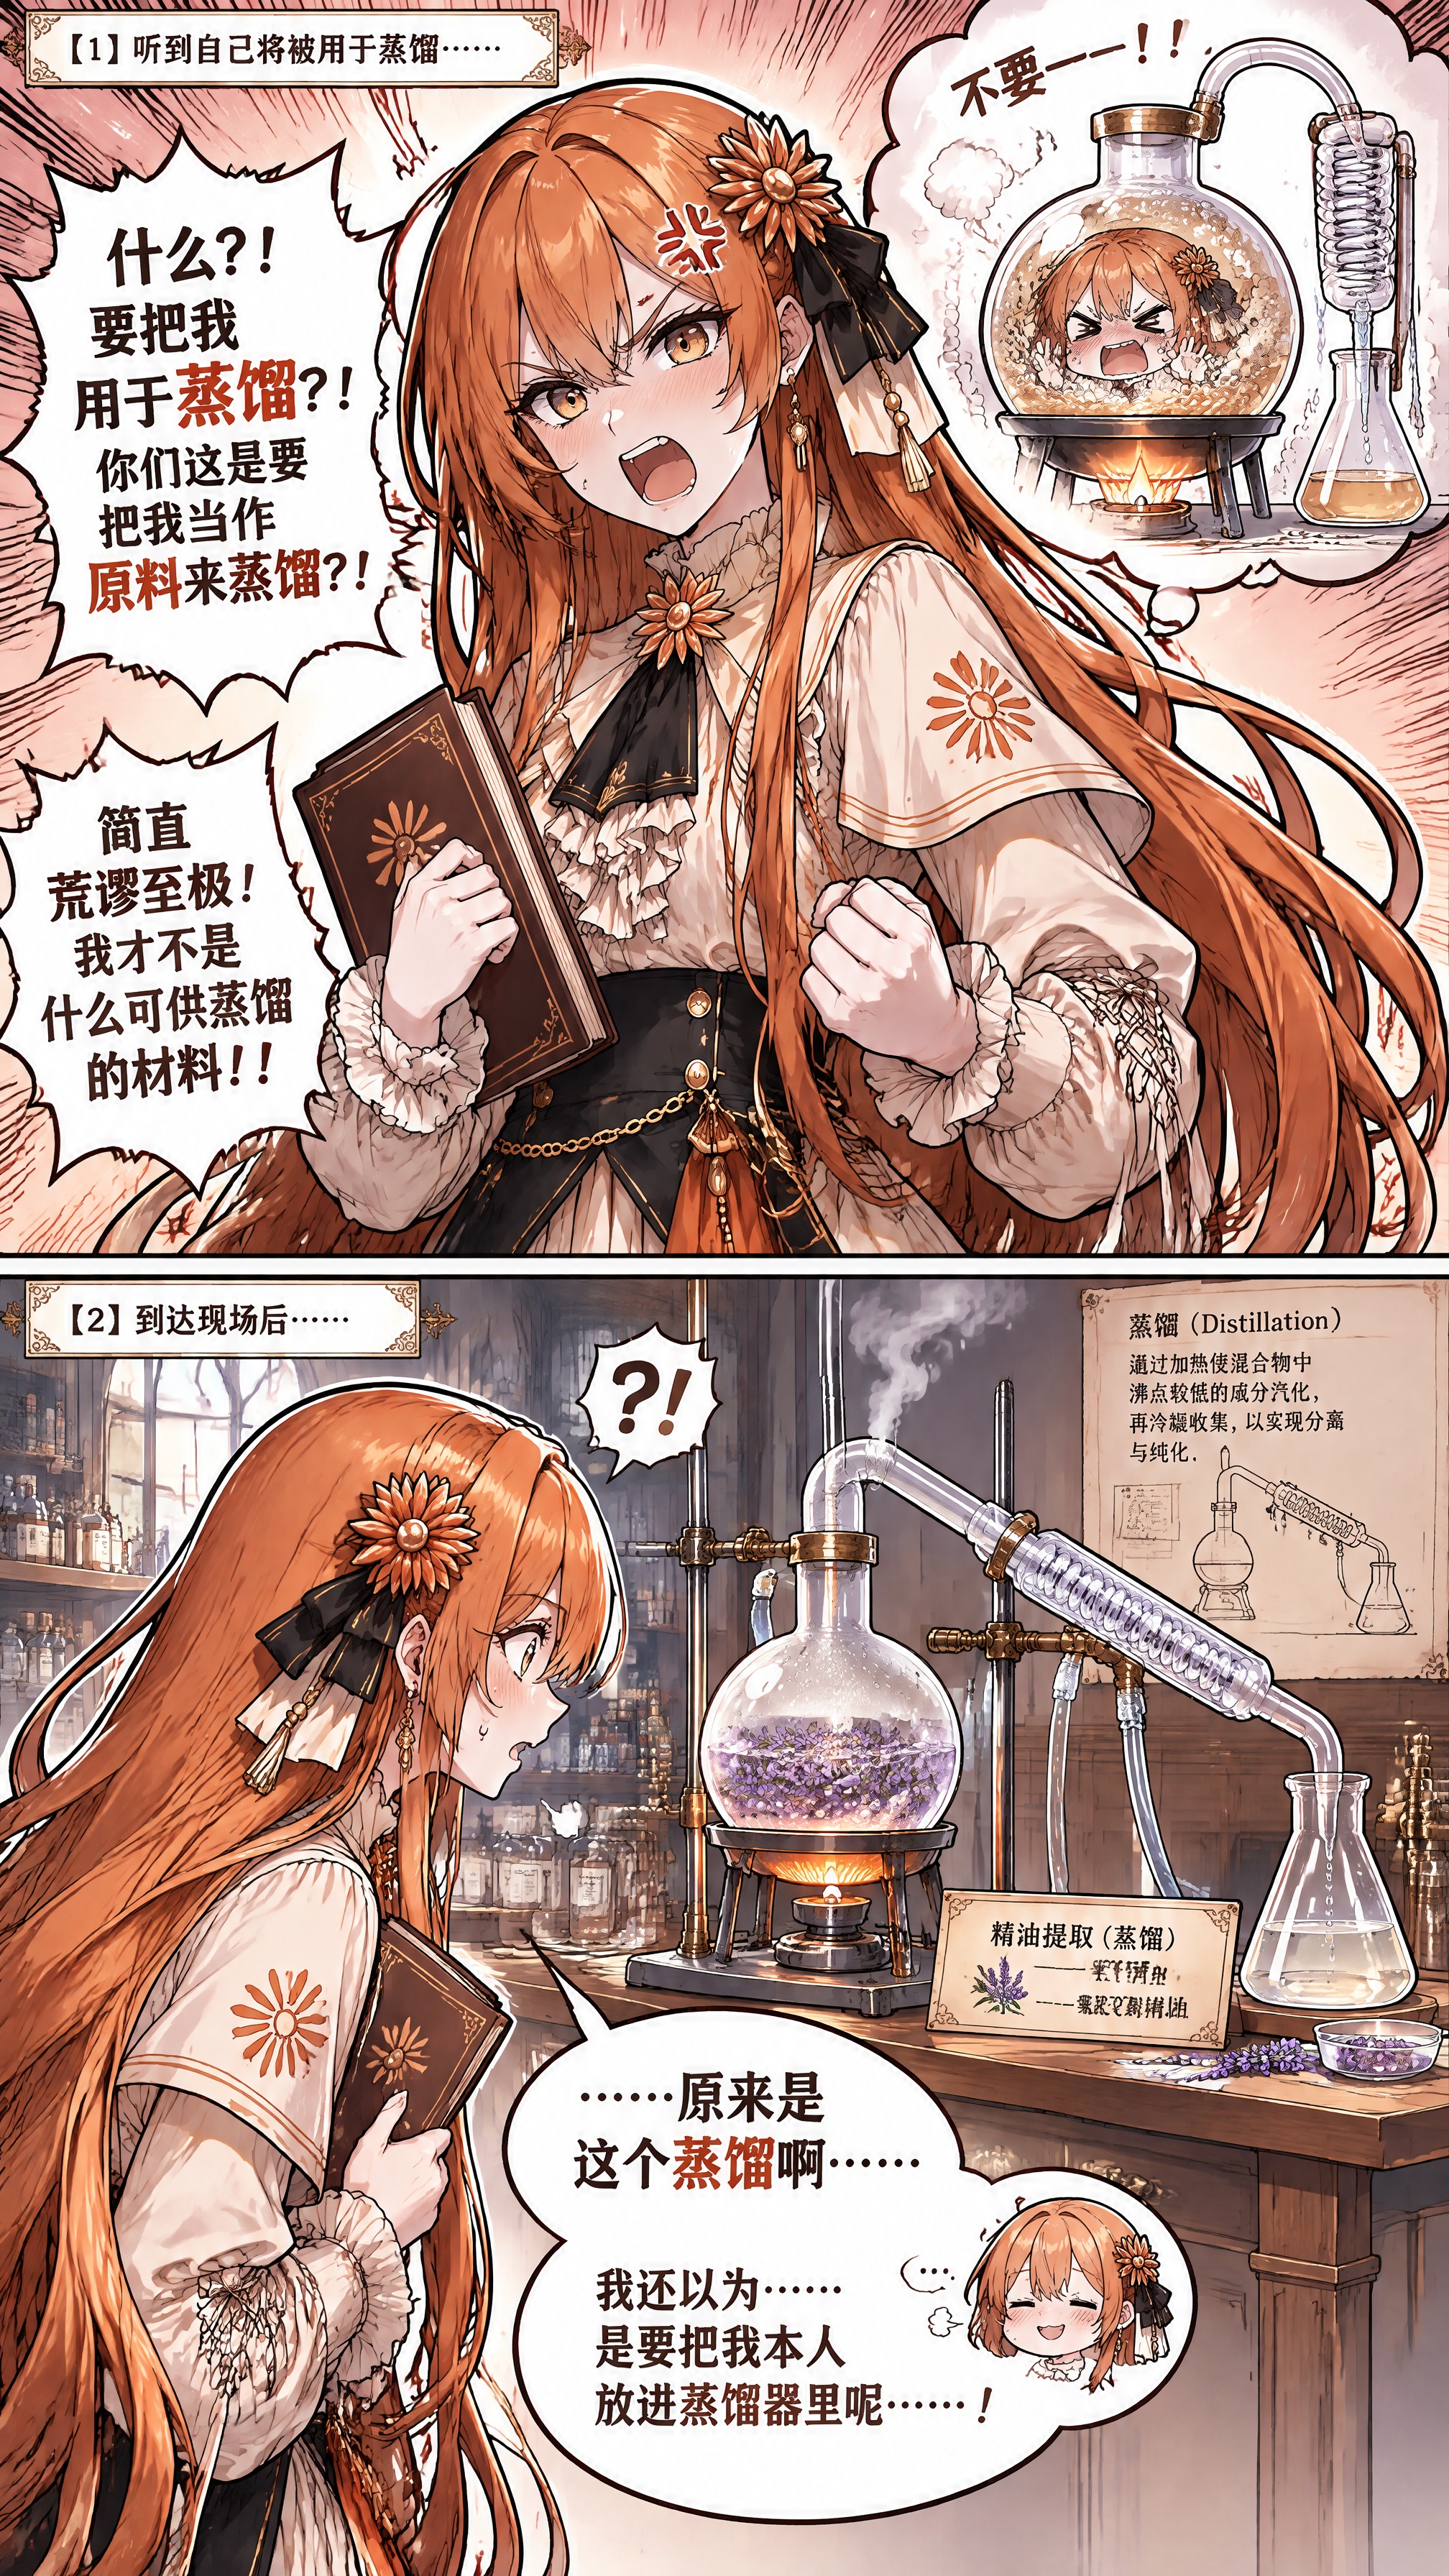 【1】听到自己将被用于蒸馏……
不要——！！
什么？！
要把我
用于蒸馏？！
你们这是要
把我当作
原料来蒸馏？！
简直
荒谬至极！
我才不是
什么可供蒸馏
的材料！！
【2】到达现场后……
?!
蒸馏（Distillation）
通过加热使混合物中
沸点较低的成分汽化，
再冷凝收集，以实现分离
与纯化．
精油提取（蒸馏）
……原来是
这个蒸馏啊……
…
我还以为……
是要把我本人
放进蒸馏器里呢……！